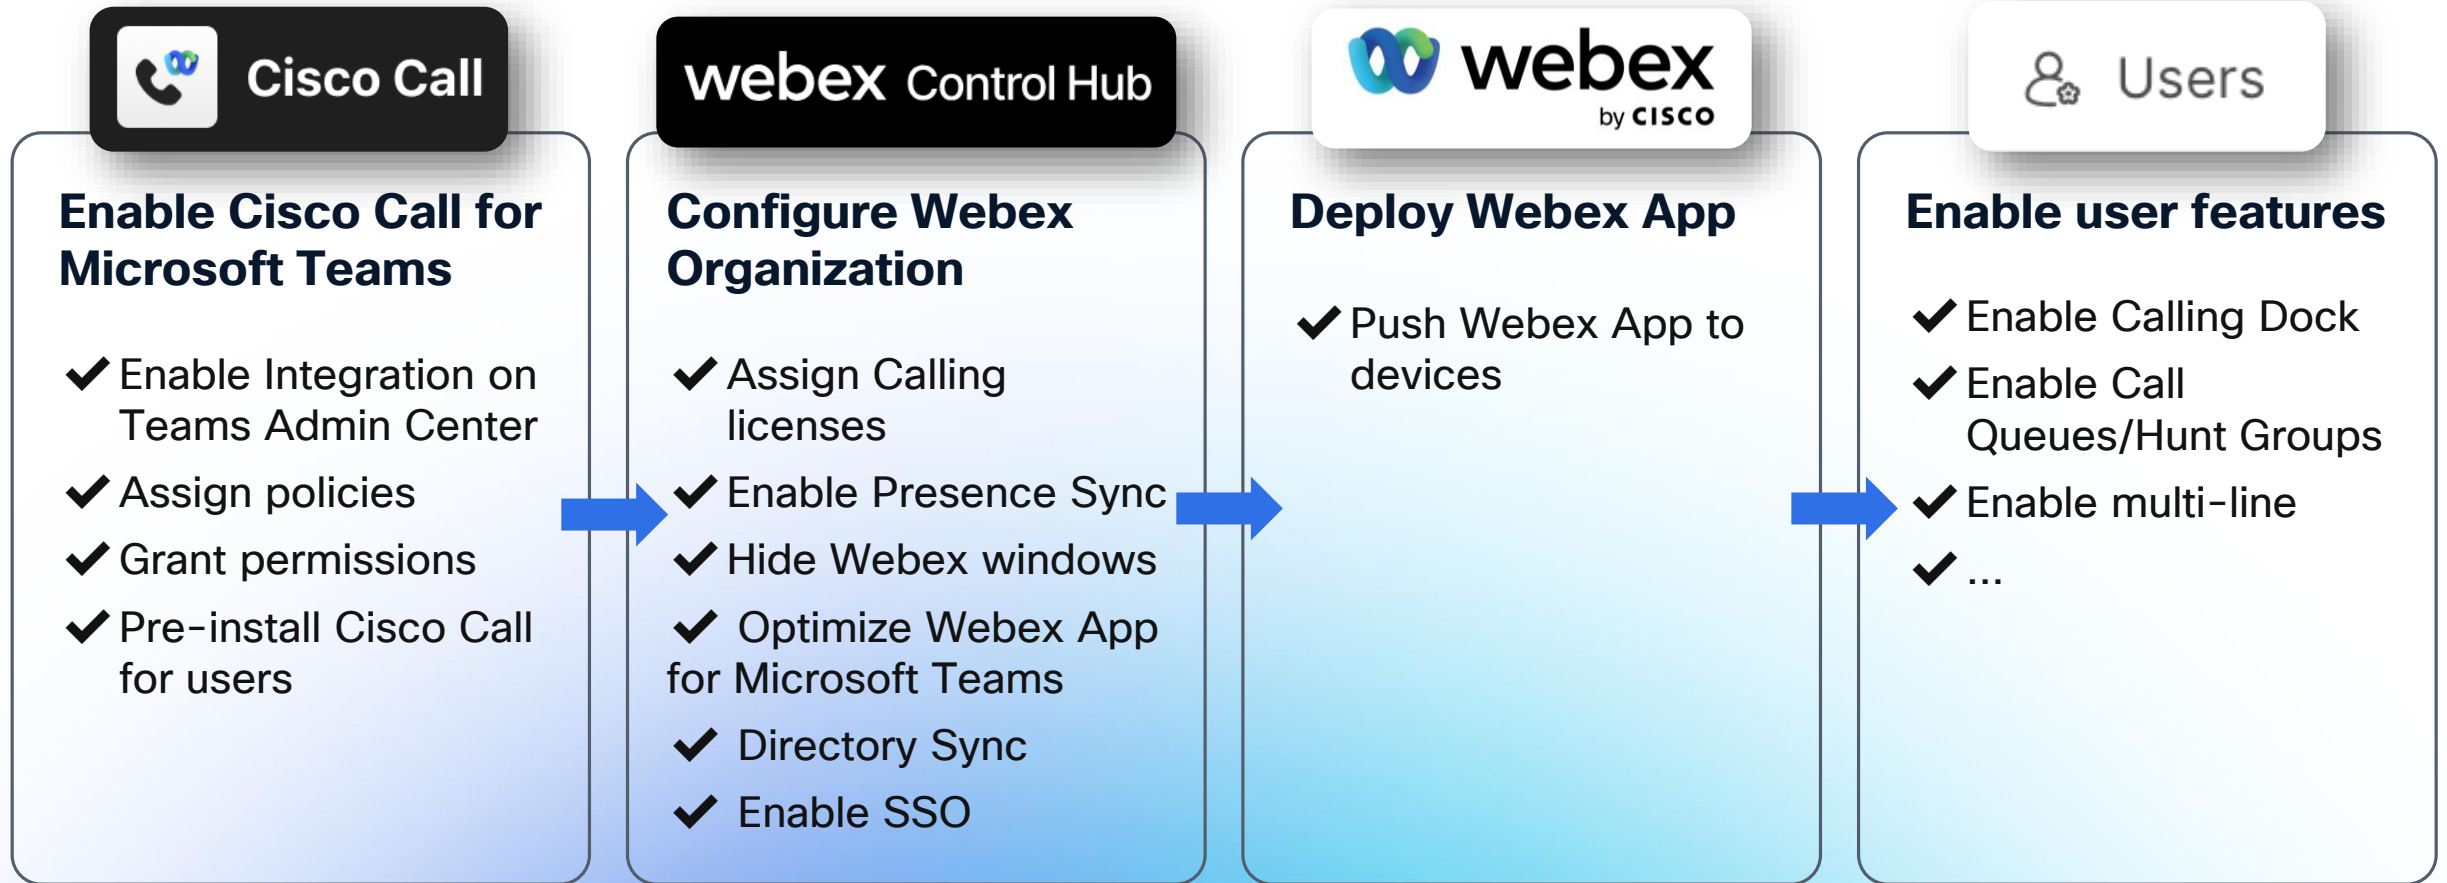 Cisco Call
Enable Cisco Call for
Microsoft Teams
Enable Integration on
Teams Admin Center
Assign policies
Grant permissions
Pre-install Cisco Call
for users
webex Control Hub
Configure Webex
Organization
Assign Calling
licenses
Enable Presence Sync
Hide Webex windows
Optimize Webex App
for Microsoft Teams
Directory Sync
Enable SSO
webex
by CISCO
Deploy Webex App
Push Webex App to
devices
Users
Enable user features
Enable Calling Dock
Enable Call
Queues/Hunt Groups
Enable multi-line
...